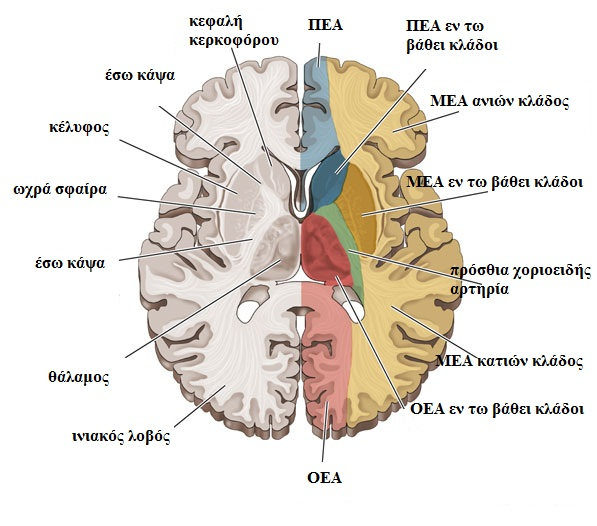 κεφαλή
κερκοφόρου
ΠΕΑ
ΠΕΑ εν τω
βάθει κλάδοι
έσω κάψα
ΜΕΑ ανιών κλάδος
κέλυφος
ωχρά σφαίρα
ΜΕΑ εν τω βάθει κλάδοι
έσω κάψα
πρόσθια χοριοειδής
αρτηρία
θάλαμος
ΜΕΑ κατιών κλάδος
ΟΕΑ εν τω βάθει κλάδοι
ινιακός λοβός
ΟΕΑ